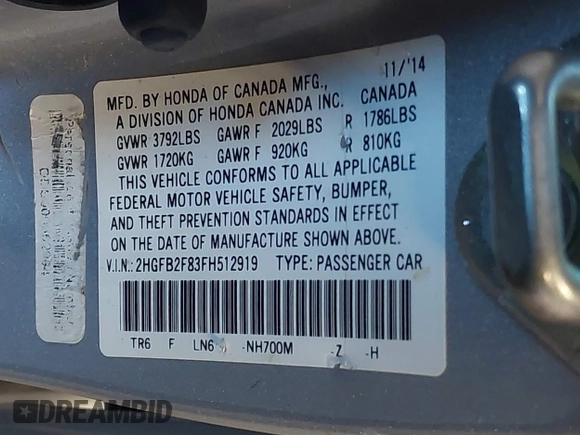 11/'14
MFD. BY HONDA OF CANADA MFG.,
A DIVISION OF HONDA CANADA INC. CANADA
GVWR 3792LBS GAWR F 2029LBS R 1786LBS
GVWR 1720KG GAWR F 920KG R 810KG
THIS VEHICLE CONFORMS TO ALL APPLICABLE
FEDERAL MOTOR VEHICLE SAFETY, BUMPER,
AND THEFT PREVENTION STANDARDS IN EFFECT
ON THE DATE OF MANUFACTURE SHOWN ABOVE.
V.I.N.: 2HGFB2F83FH512919 TYPE: PASSENGER CAR
TR6 F LN6 -NH700M -Z -H
DREAMBID